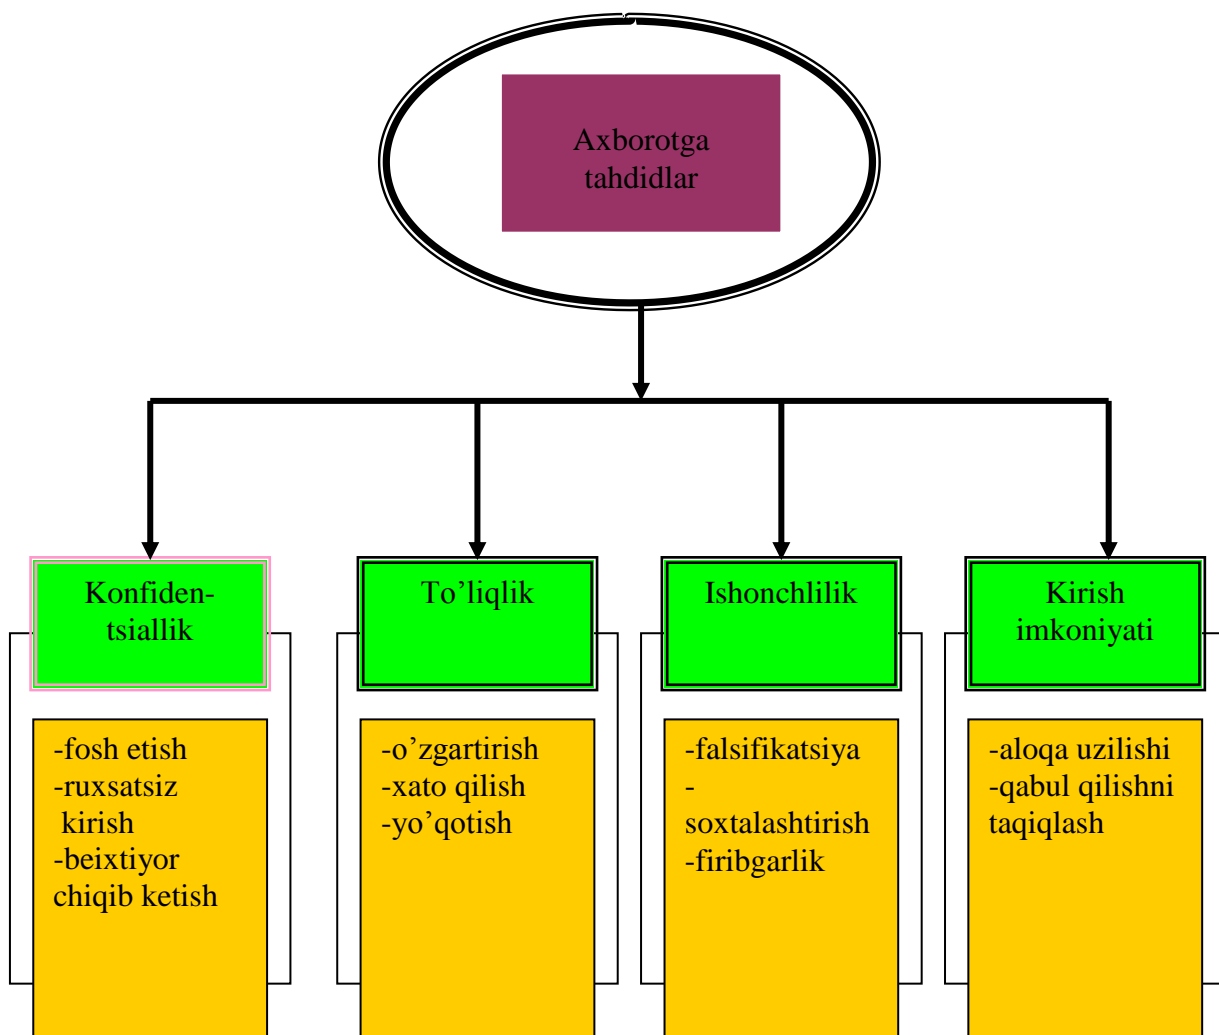 Axborotga
tahdidlar
Konfiden-
tsiallik
To’liqlik
Ishonchlilik
Kirish
imkoniyati
-fosh etish
-ruxsatsiz
kirish
-beixtiyor
chiqib ketish
-o’zgartirish
-xato qilish
-yo’qotish
-falsifikatsiya
-
soxtalashtirish
-firibgarlik
-aloqa uzilishi
-qabul qilishni
taqiqlash